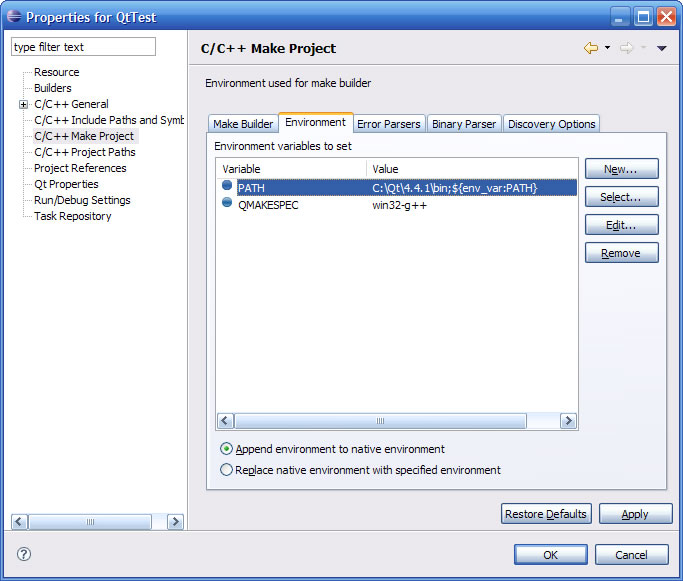 Properties for QtTest
type filter text
Resource
Builders
C/C++ General
C/C++ Include Paths and Symb
C/C++ Make Project
C/C++ Project Paths
Project References
Qt Properties
Run/Debug Settings
Task Repository
C/C++ Make Project
Environment used for make builder
Make Builder Environment Error Parsers Binary Parser Discovery Options
Environment variables to set
Variable Value
PATH C:\Qt\4.4.1\bin;${env_var:PATH}
QMAKESPEC win32-g++
New...
Select...
Edit...
Remove
Append environment to native environment
Replace native environment with specified environment
Restore Defaults Apply
? OK Cancel